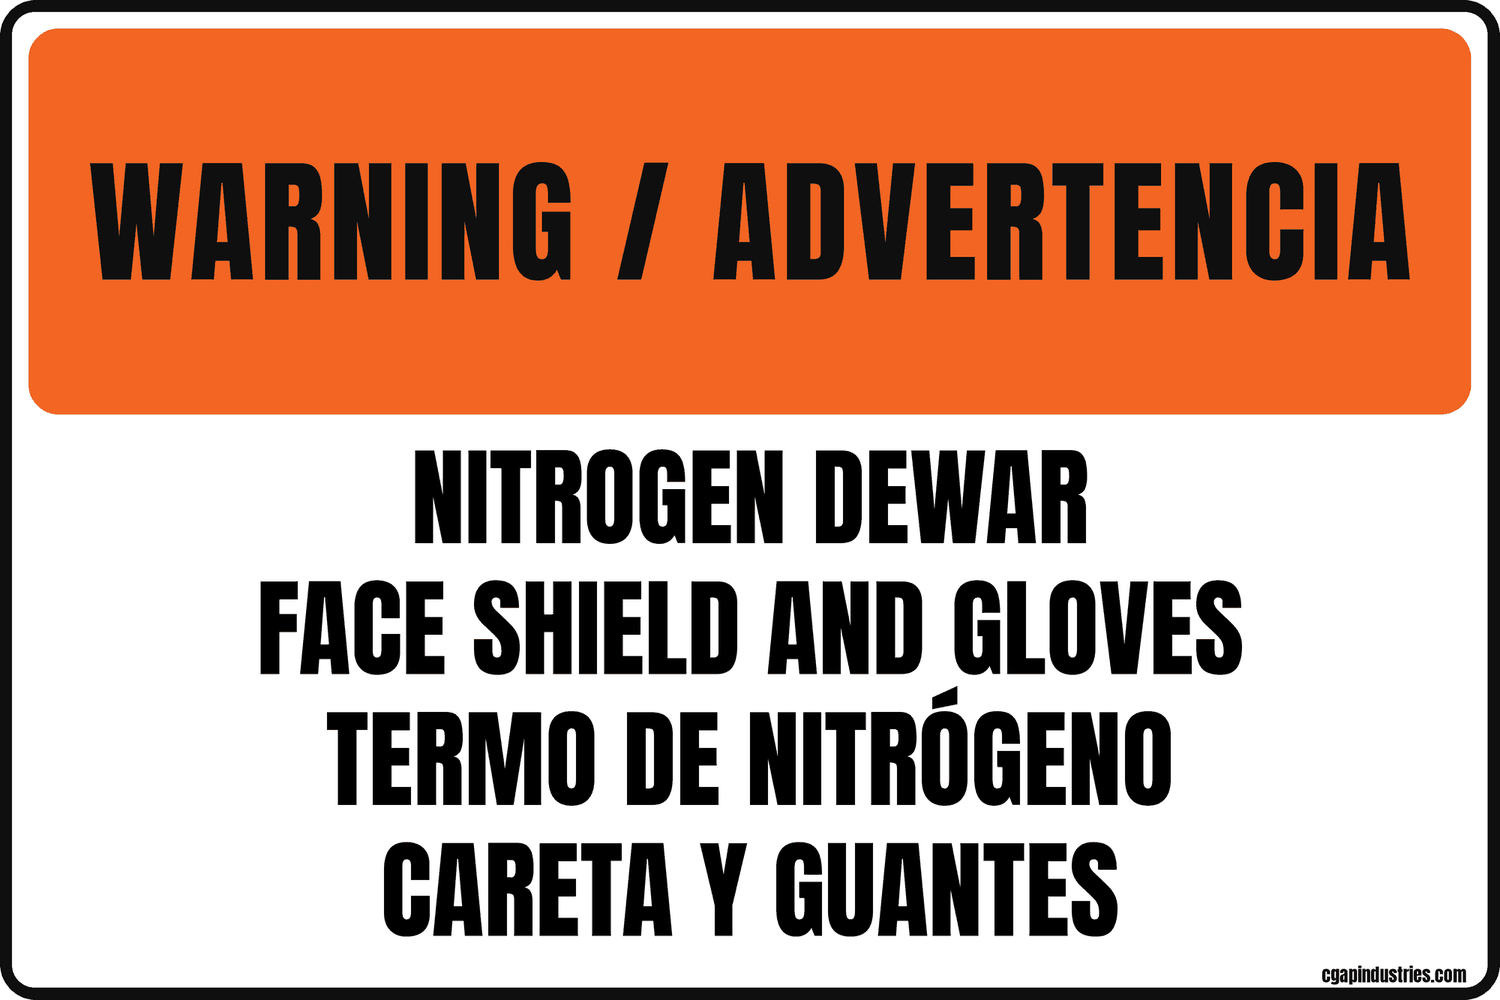 WARNING / ADVERTENCIA
NITROGEN DEWAR
FACE SHIELD AND GLOVES
TERMO DE NITRÓGENO
CARETA Y GUANTES
cgapindustries.com